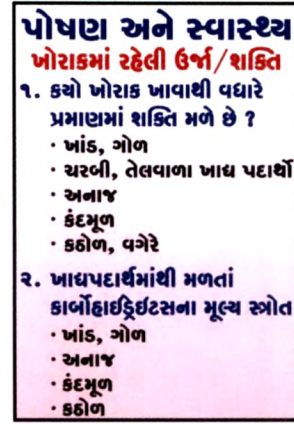 પોષણ અને સ્વાસ્થ્ય
ખોરાકમાં રહેલી ઉર્જા/શક્તિ
૧. કયો ખોરાક ખાવાથી વધારે
પ્રમાણમાં શક્તિ મળે છે ?
· ખાંડ, ગોળ
· ચરબી, તેલવાળા ખાદ્ય પદાર્થો
· અનાજ
· કંદમૂળ
· કઠોળ, વગેરે
૨. ખાદ્યપદાર્થમાંથી મળતાં
કાર્બોહાઈડ્રેઈટસના મૂલ્ય સ્ત્રોત
· ખાંડ, ગોળ
· અનાજ
· કંદમૂળ
· કઠોળ